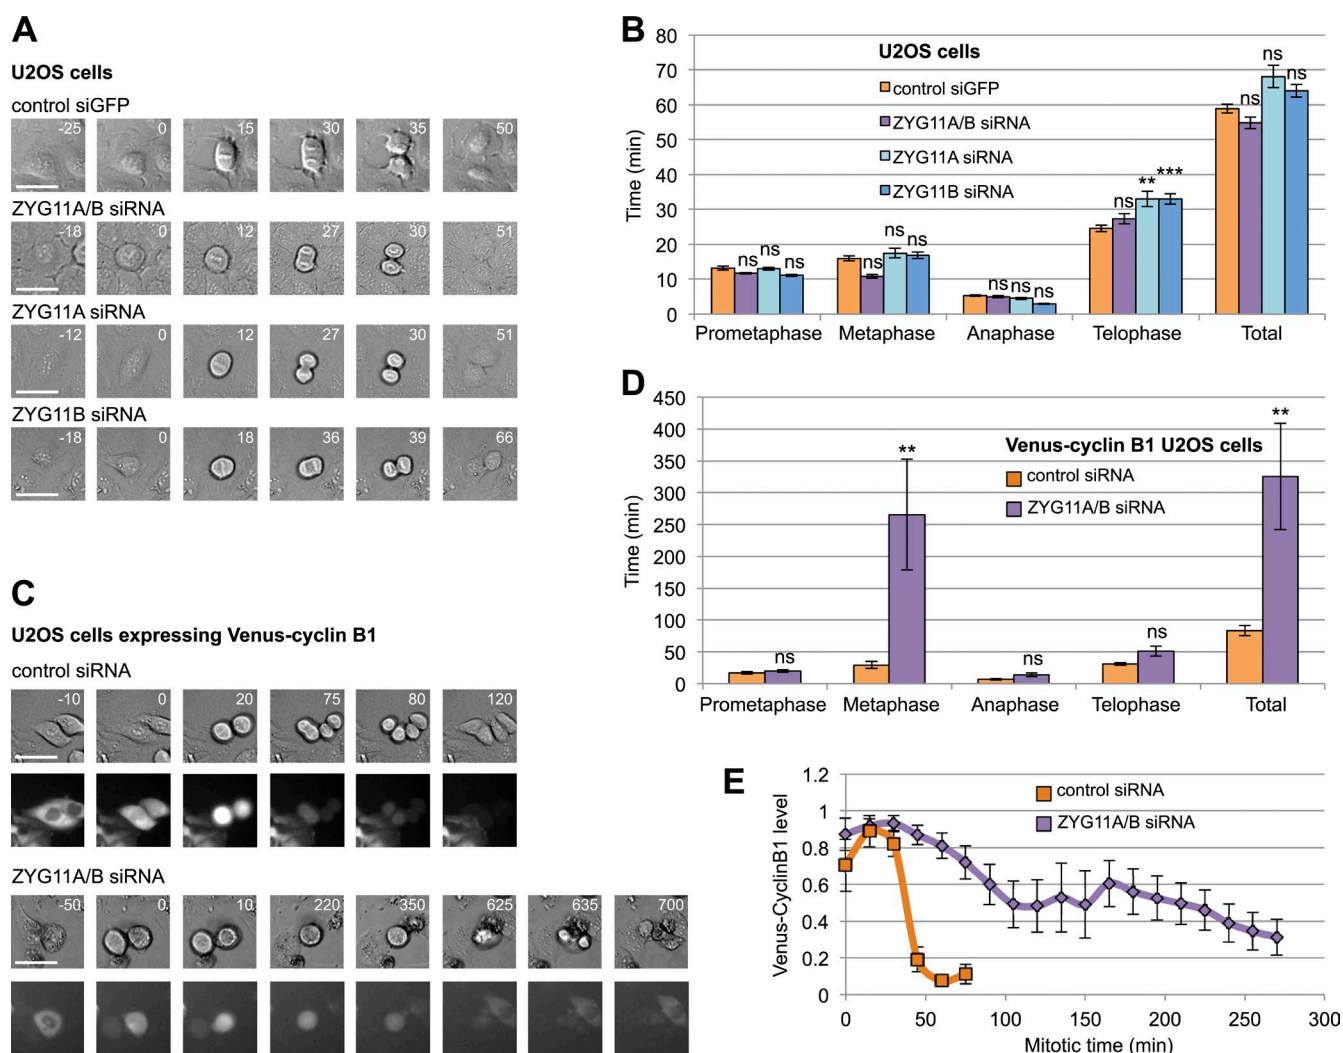 A
U2OS cells
control siGFP
-25 0 15 30 35 50
ZYG11A/B siRNA
-18 0 12 27 30 51
ZYG11A siRNA
-12 0 12 27 30 51
ZYG11B siRNA
-18 0 18 36 39 66
B
U2OS cells
control siGFP
ZYG11A/B siRNA
ZYG11A siRNA
ZYG11B siRNA
Time (min)
80
70
60
50
40
30
20
10
0
ns ns ns
ns ns ns
ns ns ns
ns ** ***
ns ns ns
Prometaphase Metaphase Anaphase Telophase Total
C
U2OS cells expressing Venus-cyclin B1
control siRNA
-10 0 20 75 80 120
ZYG11A/B siRNA
-50 0 10 220 350 625 635 700
D
Venus-cyclin B1 U2OS cells
control siRNA
ZYG11A/B siRNA
Time (min)
450
400
350
300
250
200
150
100
50
0
ns ** ns ns **
Prometaphase Metaphase Anaphase Telophase Total
E
control siRNA
ZYG11A/B siRNA
Venus-CyclinB1 level
1.2
1
0.8
0.6
0.4
0.2
0
0 50 100 150 200 250 300
Mitotic time (min)